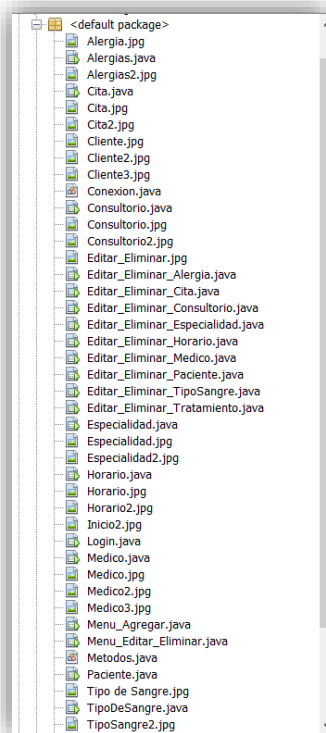 <default package>
Alergia.jpg
Alergias.java
Alergias2.jpg
Cita.java
Cita.jpg
Cita2.jpg
Cliente.jpg
Cliente2.jpg
Cliente3.jpg
Conexion.java
Consultorio.java
Consultorio.jpg
Consultorio2.jpg
Editar_Eliminar.jpg
Editar_Eliminar_Alergia.java
Editar_Eliminar_Cita.java
Editar_Eliminar_Consultorio.java
Editar_Eliminar_Especialidad.java
Editar_Eliminar_Horario.java
Editar_Eliminar_Medico.java
Editar_Eliminar_Paciente.java
Editar_Eliminar_TipoSangre.java
Editar_Eliminar_Tratamiento.java
Especialidad.java
Especialidad.jpg
Especialidad2.jpg
Horario.java
Horario.jpg
Horario2.jpg
Inicio2.jpg
Login.java
Medico.java
Medico.jpg
Medico2.jpg
Medico3.jpg
Menu_Agregar.java
Menu_Editar_Eliminar.java
Metodos.java
Paciente.java
Tipo de Sangre.jpg
TipoDeSangre.java
TipoSangre2.jpg